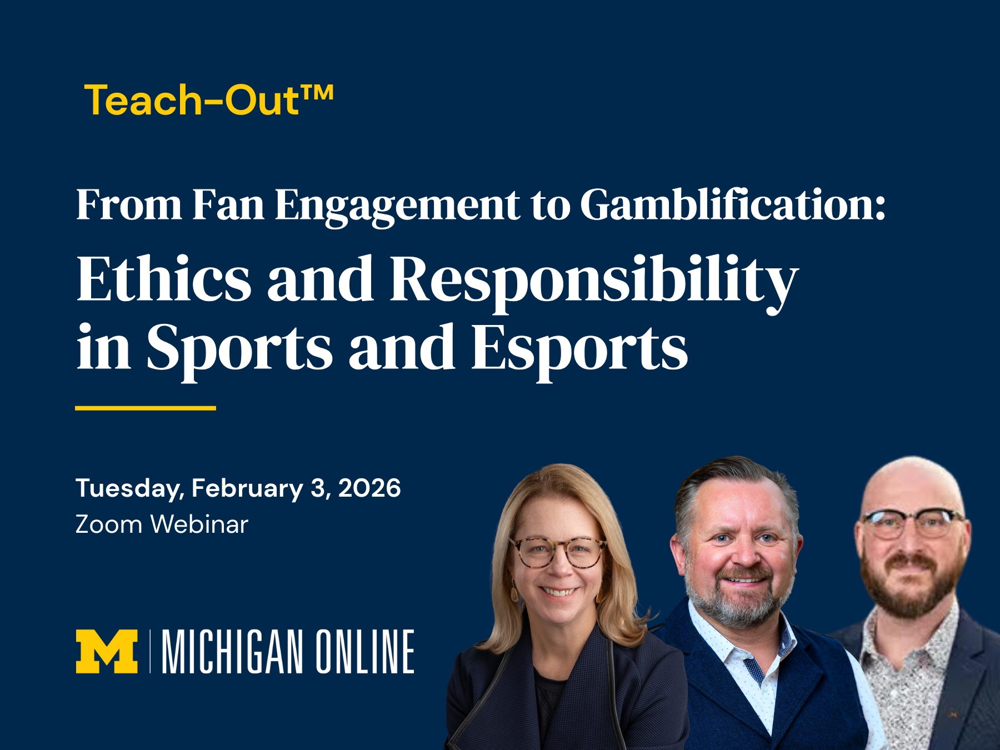 Teach-Out™
From Fan Engagement to Gamblification:
Ethics and Responsibility
in Sports and Esports
Tuesday, February 3, 2026
Zoom Webinar
M | MICHIGAN ONLINE